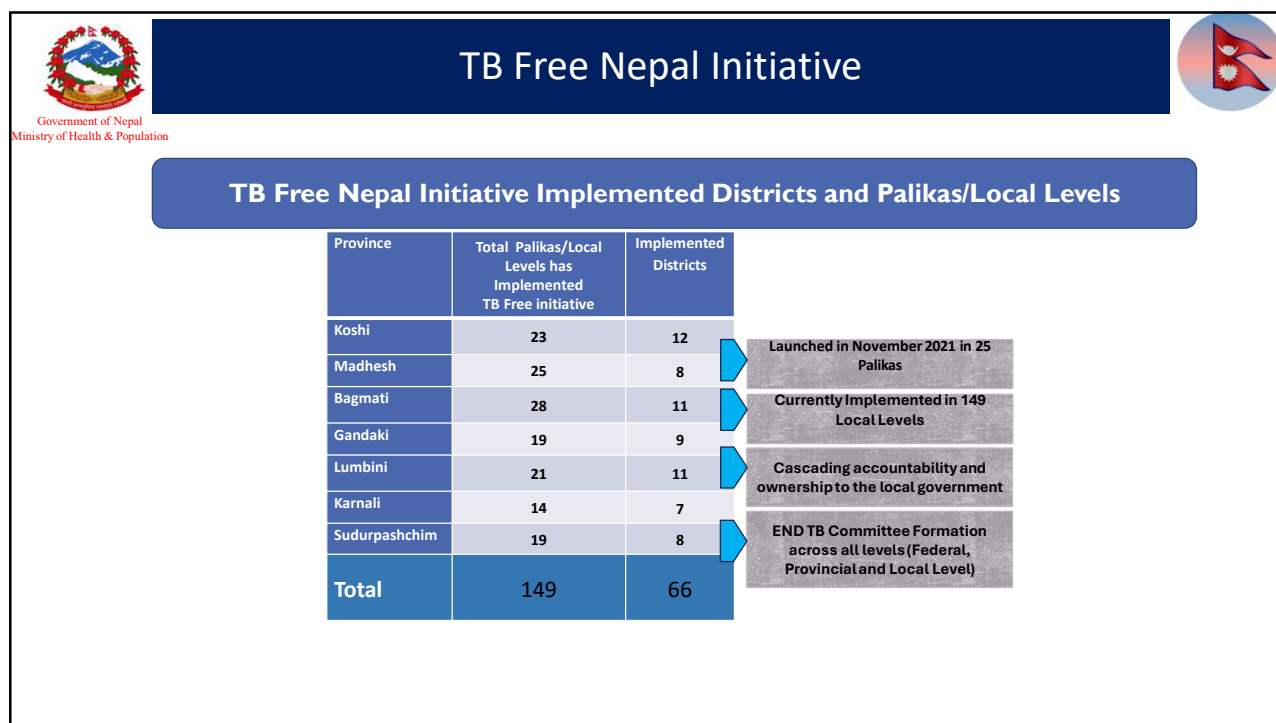 TB Free Nepal Initiative
Government of Nepal
Ministry of Health & Population
TB Free Nepal Initiative Implemented Districts and Palikas/Local Levels
Province
Total Palikas/Local
Levels has
Implemented
TB Free initiative
Implemented
Districts
Koshi 23 12
Madhesh 25 8
Bagmati 28 11
Gandaki 19 9
Lumbini 21 11
Karnali 14 7
Sudurpashchim 19 8
Total 149 66
Launched in November 2021 in 25
Palikas
Currently Implemented in 149
Local Levels
Cascading accountability and
ownership to the local government
END TB Committee Formation
across all levels (Federal,
Provincial and Local Level)